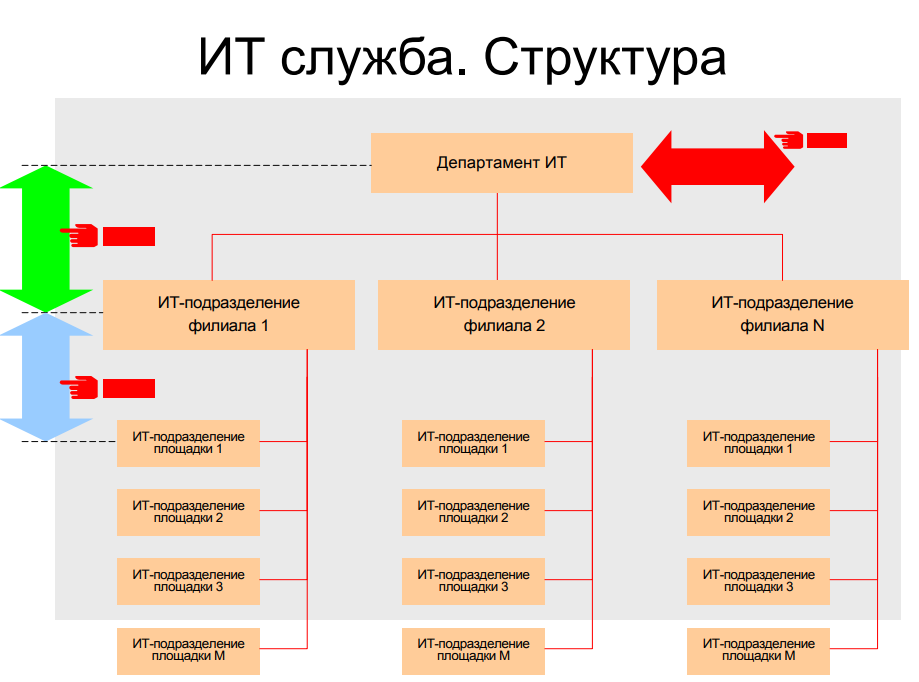 ИТ служба. Структура
Департамент ИТ
ИТ-подразделение
филиала 1
ИТ-подразделение
филиала 2
ИТ-подразделение
филиала N
ИТ-подразделение
площадки 1
ИТ-подразделение
площадки 1
ИТ-подразделение
площадки 1
ИТ-подразделение
площадки 2
ИТ-подразделение
площадки 2
ИТ-подразделение
площадки 2
ИТ-подразделение
площадки 3
ИТ-подразделение
площадки 3
ИТ-подразделение
площадки 3
ИТ-подразделение
площадки М
ИТ-подразделение
площадки М
ИТ-подразделение
площадки М